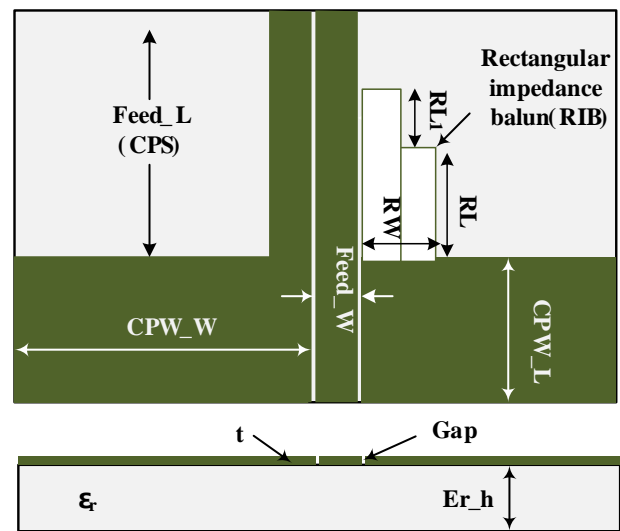 Feed_L
(CPS)
Rectangular
impedance
balun(RIB)
RL1
RW
RL
Feed_W
CPW_W
CPW_L
t
Gap
εr
Er_h